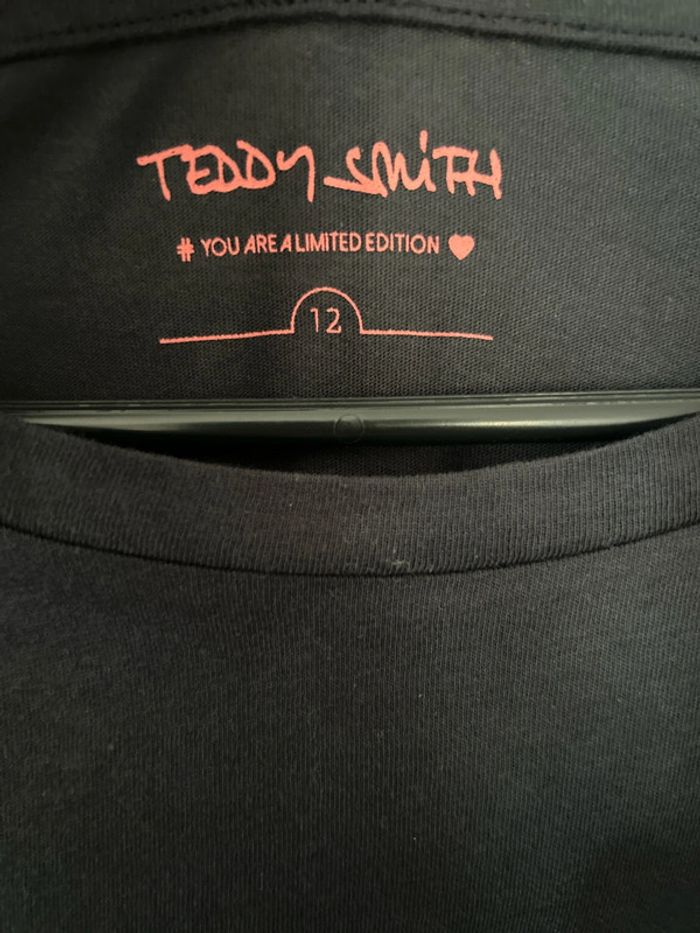 TEDDY SMiTH
# YOU ARE A LIMITED EDITION ♥
12